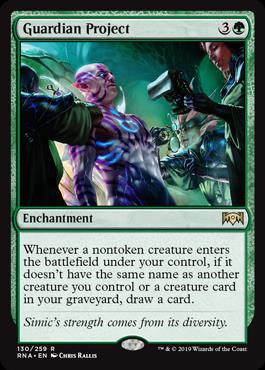 Guardian Project 3
Enchantment
Whenever a nontoken creature enters
the battlefield under your control, if it
doesn't have the same name as another
creature you control or a creature card
in your graveyard, draw a card.
Simic's strength comes from its diversity.
130/259 R
RNA • EN Chris Rallis
™ & © 2019 Wizards of the Coast